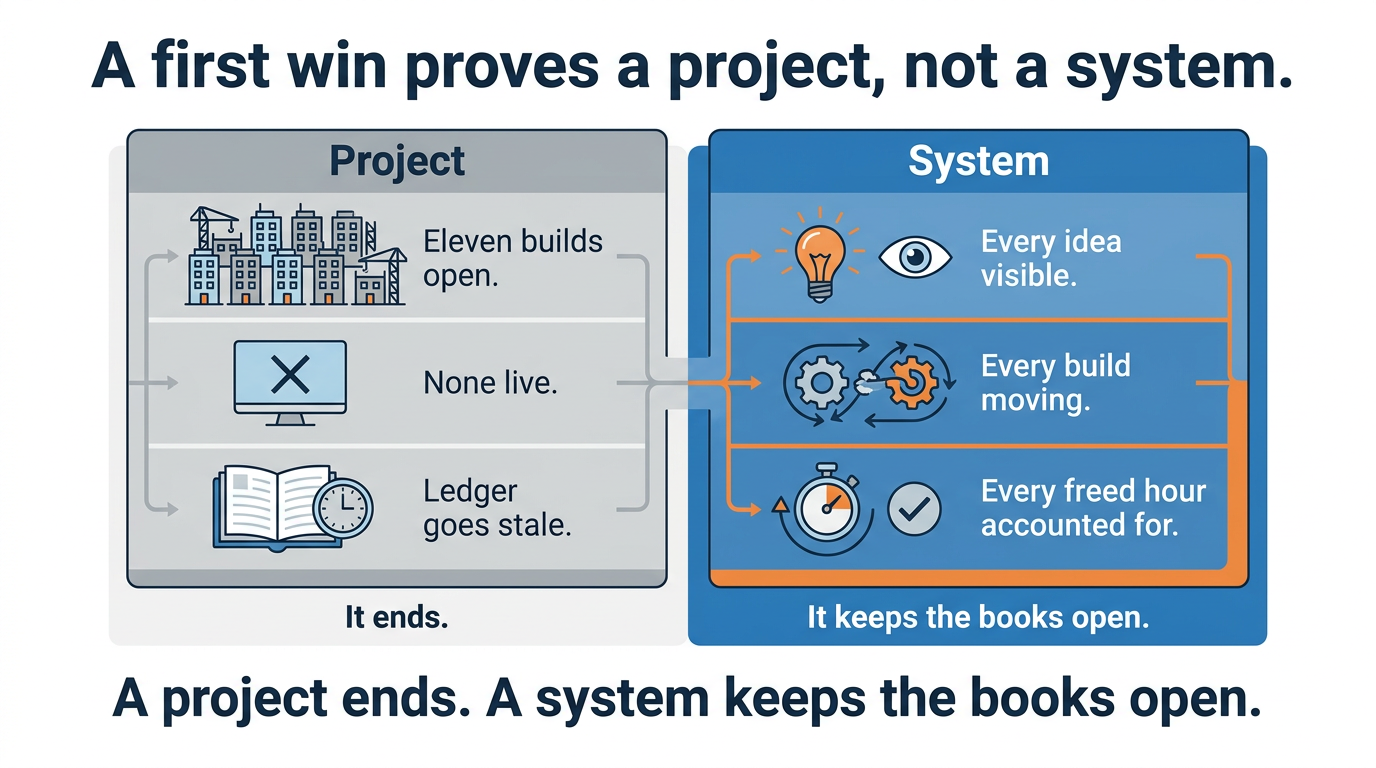 A first win proves a project, not a system.
Project
Eleven builds
open.
None live.
Ledger
goes stale.
It ends.
System
Every idea
visible.
Every build
moving.
Every freed hour
accounted for.
It keeps the books open.
A project ends. A system keeps the books open.